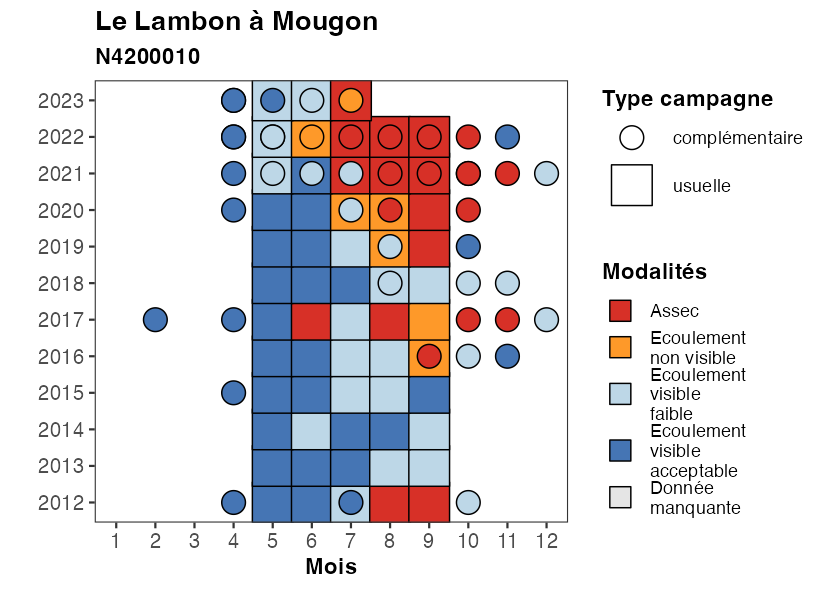 Le Lambon à Mougon
N4200010
2023
2022
2021
2020
2019
2018
2017
2016
2015
2014
2013
2012
1 2 3 4 5 6 7 8 9 10 11 12
Mois
Type campagne
complémentaire
usuelle
Modalités
Assec
Ecoulement
non visible
Ecoulement
visible
faible
Ecoulement
visible
acceptable
Donnée
manquante